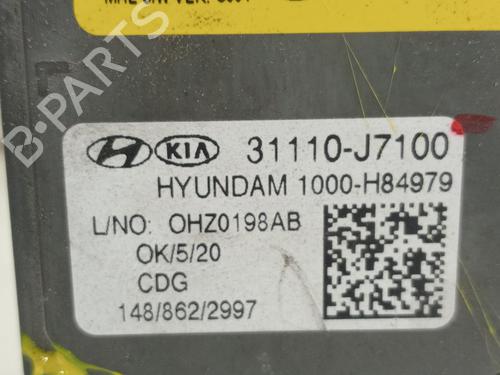 B-PARTS
KIA 31110-J7100
HYUNDAM 1000-H84979
L/NO: OHZ0198AB
OK/5/20
CDG
148/862/2997